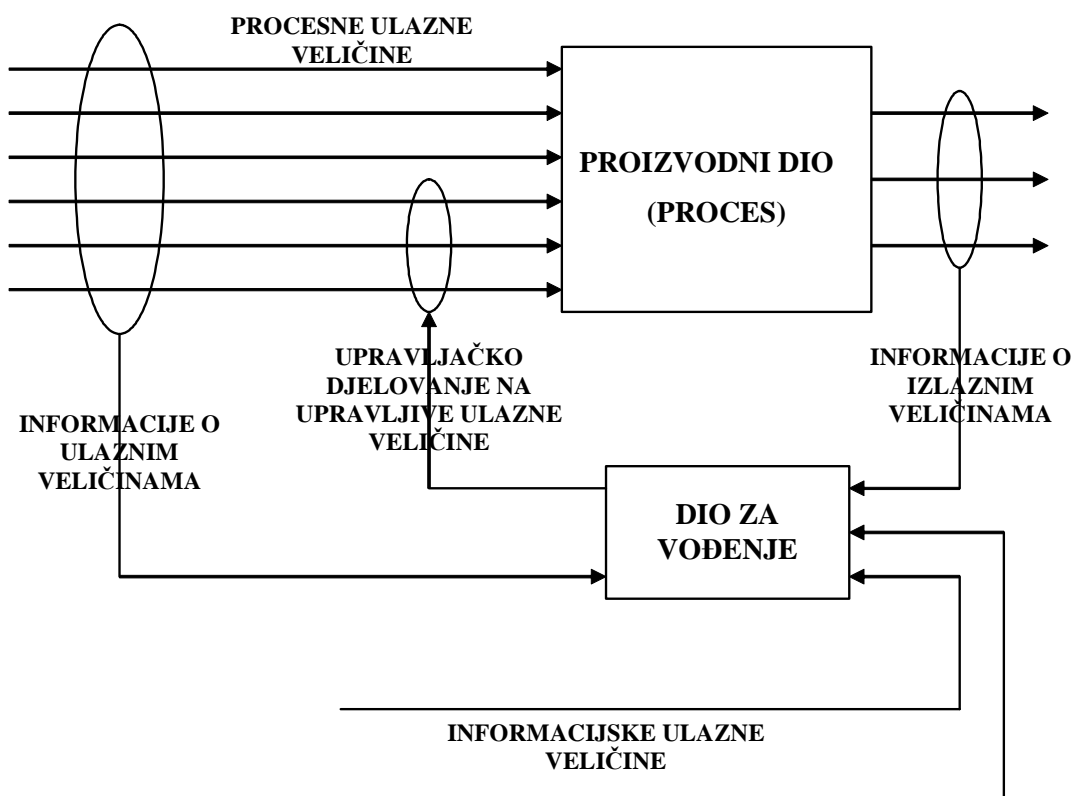 PROCESNE ULAZNE
VELIČINE
PROIZVODNI DIO
(PROCES)
UPRAVLJAČKO
DJELOVANJE NA
UPRAVLJIVE ULAZNE
VELIČINE
INFORMACIJE O
IZLAZNIM
VELIČINAMA
INFORMACIJE O
ULAZNIM
VELIČINAMA
DIO ZA
VOĐENJE
INFORMACIJSKE ULAZNE
VELIČINE